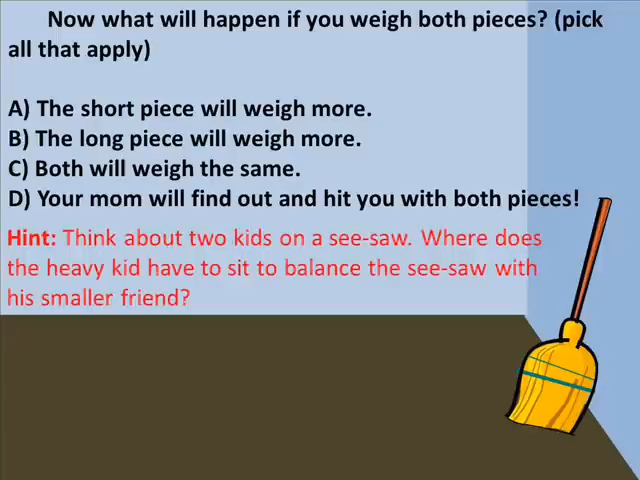 Now what will happen if you weigh both pieces? (pick
all that apply)
A) The short piece will weigh more.
B) The long piece will weigh more.
C) Both will weigh the same.
D) Your mom will find out and hit you with both pieces!
Hint: Think about two kids on a see-saw. Where does
the heavy kid have to sit to balance the see-saw with
his smaller friend?